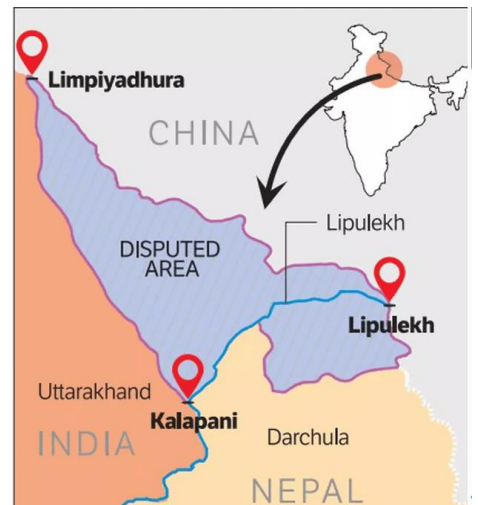 Limpiyadhura
CHINA
Lipulekh
DISPUTED
AREA
Lipulekh
Uttarakhand
Kalapani
INDIA
Darchula
NEPAL